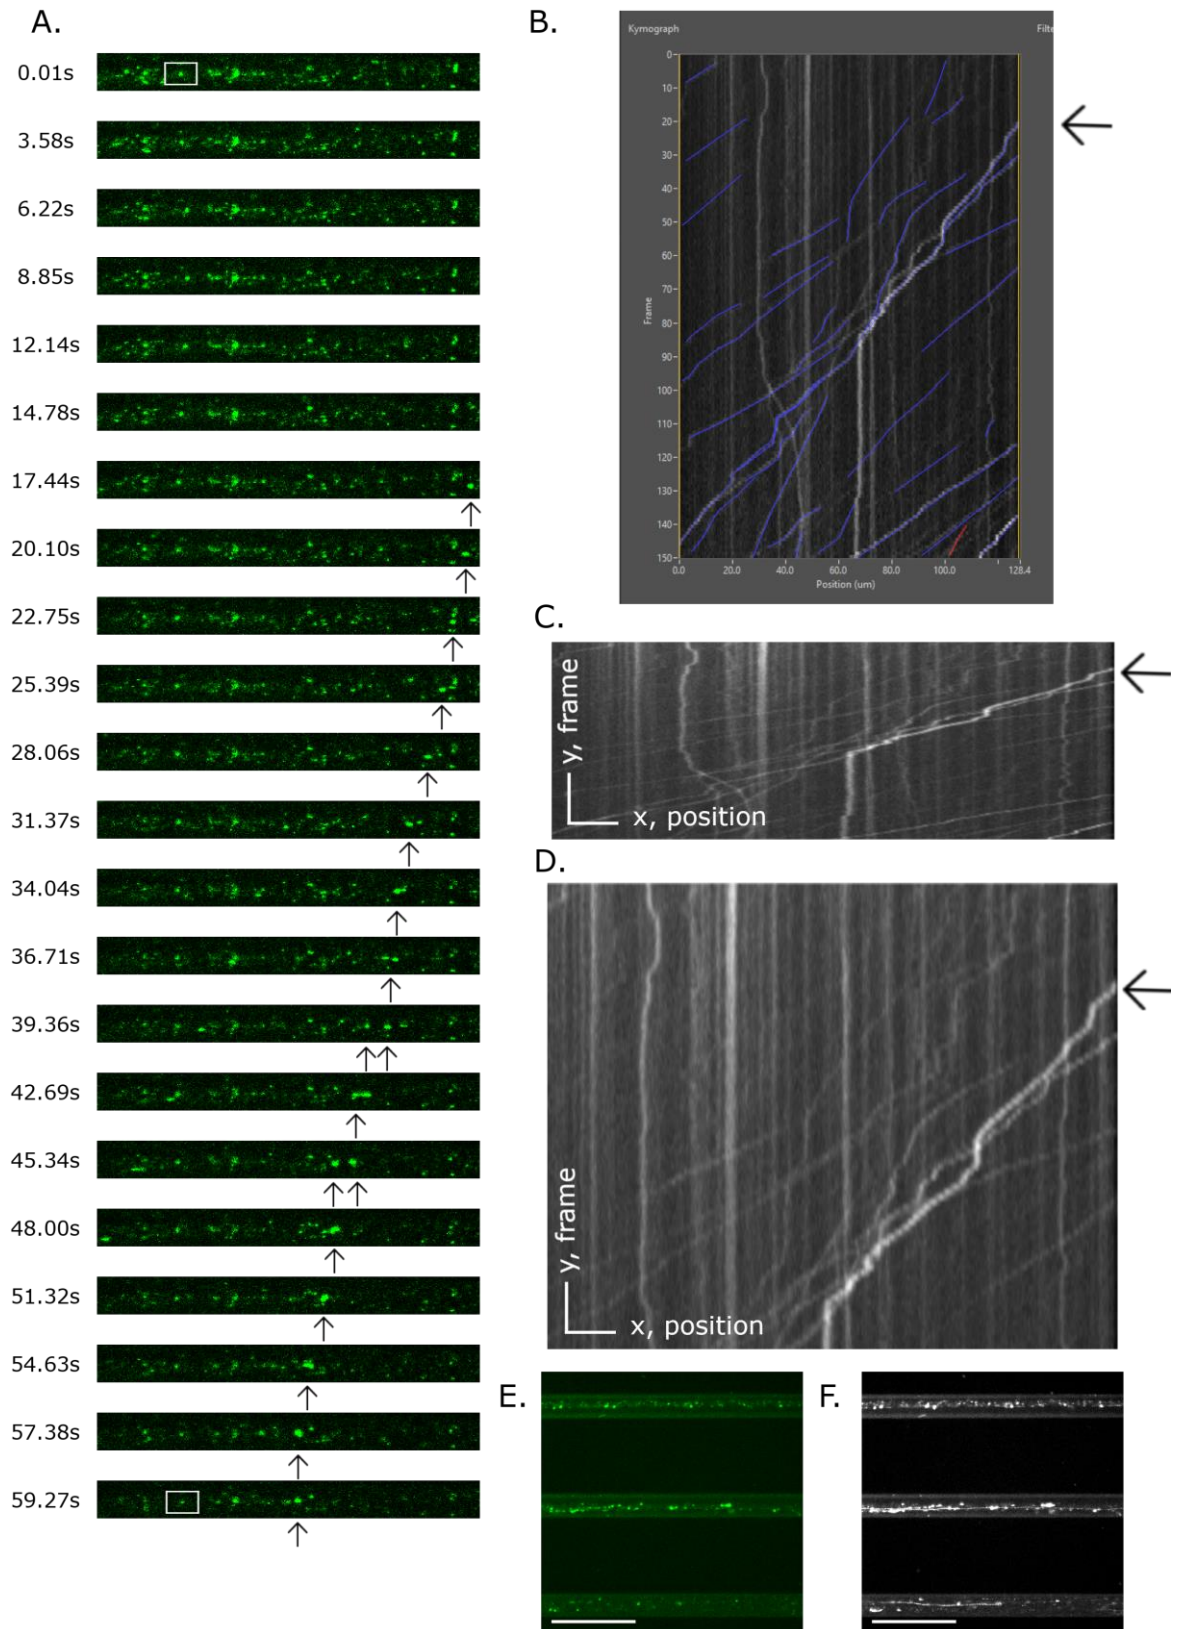 A.
0.01s
3.58s
6.22s
8.85s
12.14s
14.78s
17.44s
20.10s
22.75s
25.39s
28.06s
31.37s
34.04s
36.71s
39.36s
42.69s
45.34s
48.00s
51.32s
54.63s
57.38s
59.27s
B.
Kymograph
Filt
0
10
20
30
40
50
60
70
80
90
100
110
120
130
140
150
Frame
0.0 20.0 40.0 60.0 80.0 100.0 128.4
Position (um)
C.
y, frame
x, position
D.
y, frame
x, position
E.
F.